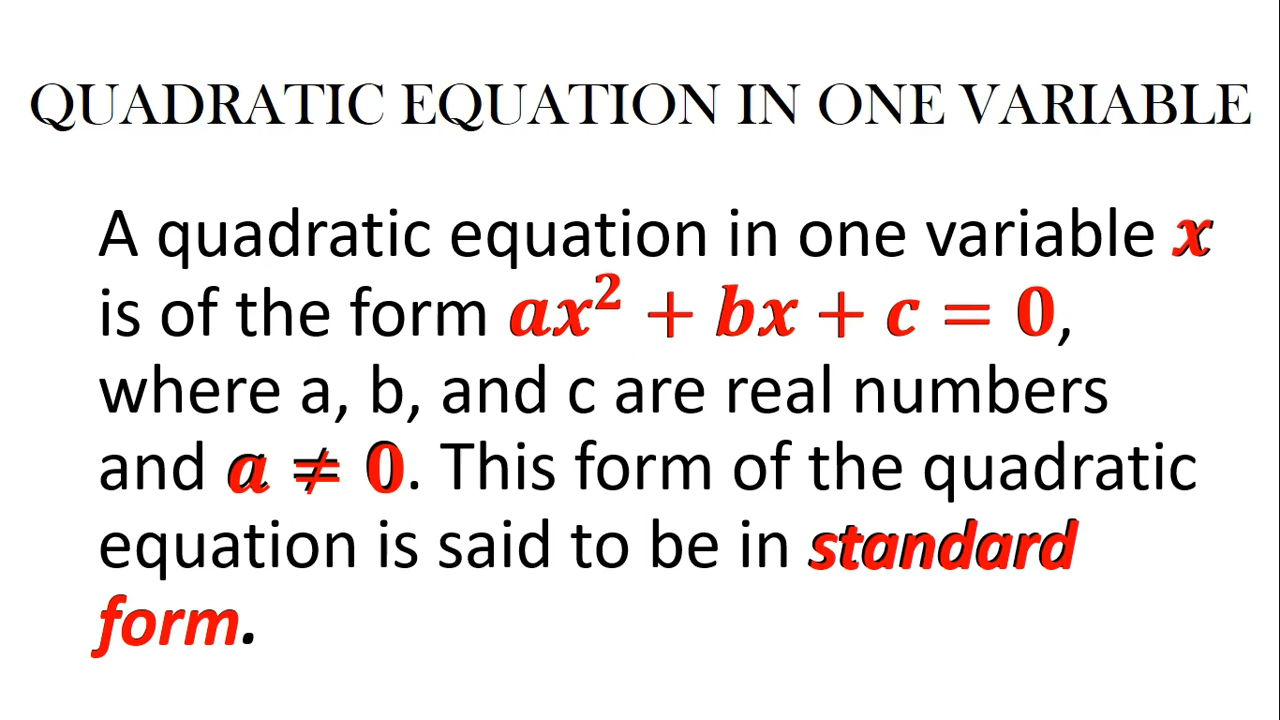 QUADRATIC EQUATION IN ONE VARIABLE
A quadratic equation in one variable x
is of the form ax² + bx + c = 0,
where a, b, and c are real numbers
and a ≠ 0. This form of the quadratic
equation is said to be in standard
form.